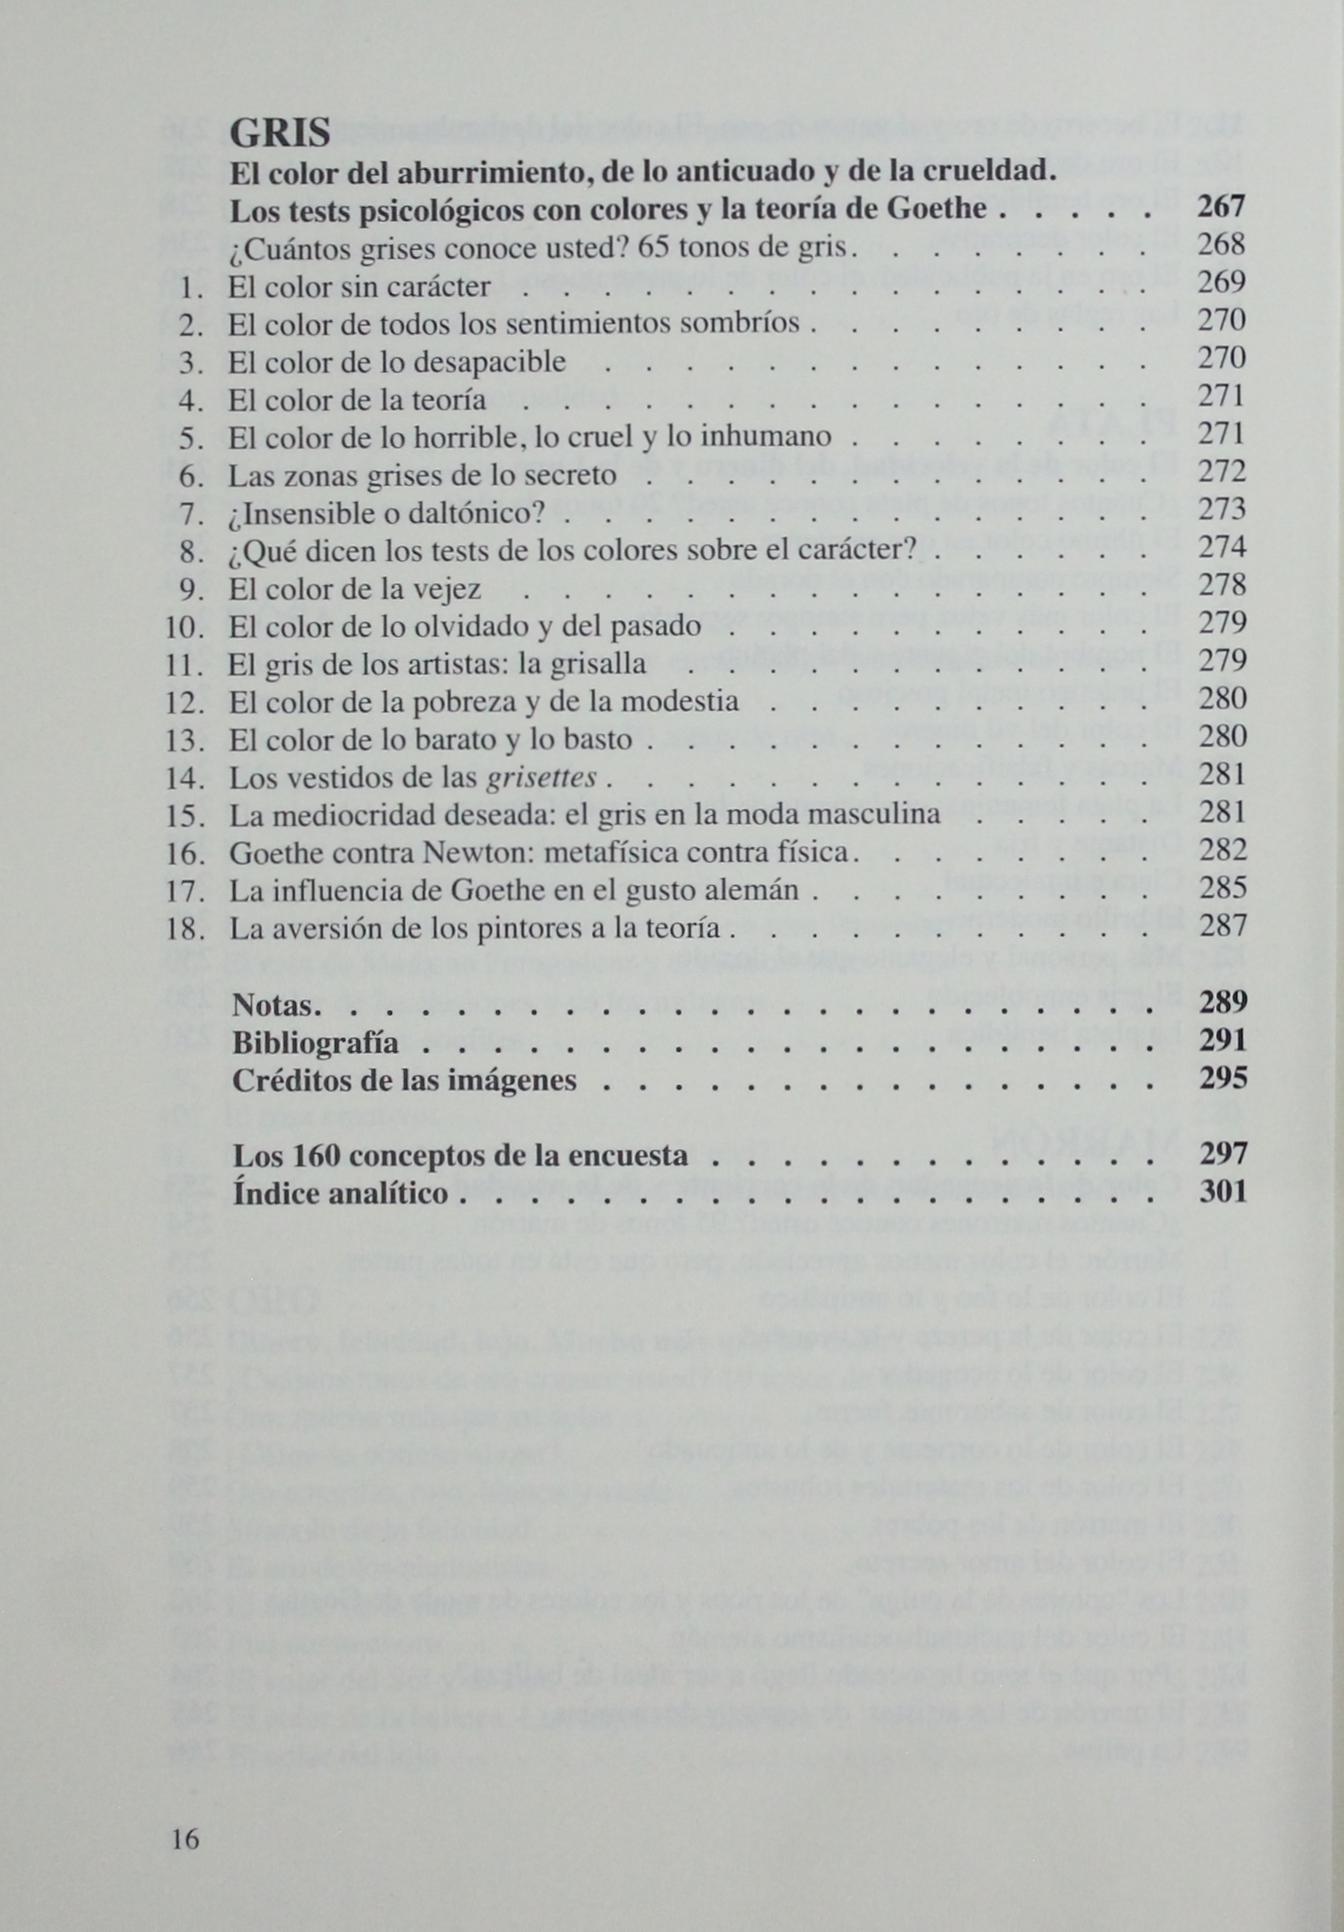 GRIS
El color del aburrimiento, de lo anticuado y de la crueldad.
Los tests psicológicos con colores y la teoría de Goethe . . . . . 267
¿Cuántos grises conoce usted? 65 tonos de gris. . . . . . . . 268
1. El color sin carácter . . . . . . . . . . . . . . . . 269
2. El color de todos los sentimientos sombríos . . . . . . . . . 270
3. El color de lo desapacible . . . . . . . . . . . . . . 270
4. El color de la teoría . . . . . . . . . . . . . . . . 271
5. El color de lo horrible, lo cruel y lo inhumano . . . . . . . . 271
6. Las zonas grises de lo secreto . . . . . . . . . . . . . 272
7. ¿Insensible o daltónico? . . . . . . . . . . . . . . . 273
8. ¿Qué dicen los tests de los colores sobre el carácter? . . . . . . 274
9. El color de la vejez . . . . . . . . . . . . . . . . 278
10. El color de lo olvidado y del pasado . . . . . . . . . . . 279
11. El gris de los artistas: la grisalla . . . . . . . . . . . . 279
12. El color de la pobreza y de la modestia . . . . . . . . . . 280
13. El color de lo barato y lo basto . . . . . . . . . . . . . 280
14. Los vestidos de las grisettes . . . . . . . . . . . . . . 281
15. La mediocridad deseada: el gris en la moda masculina . . . . . 281
16. Goethe contra Newton: metafísica contra física. . . . . . . . 282
17. La influencia de Goethe en el gusto alemán . . . . . . . . . 285
18. La aversión de los pintores a la teoría . . . . . . . . . . . 287
Notas. . . . . . . . . . . . . . . . . . . . . . . . 289
Bibliografía . . . . . . . . . . . . . . . . . . . . . 291
Créditos de las imágenes . . . . . . . . . . . . . . . . 295
Los 160 conceptos de la encuesta . . . . . . . . . . . . . 297
Índice analítico . . . . . . . . . . . . . . . . . . . . 301
16